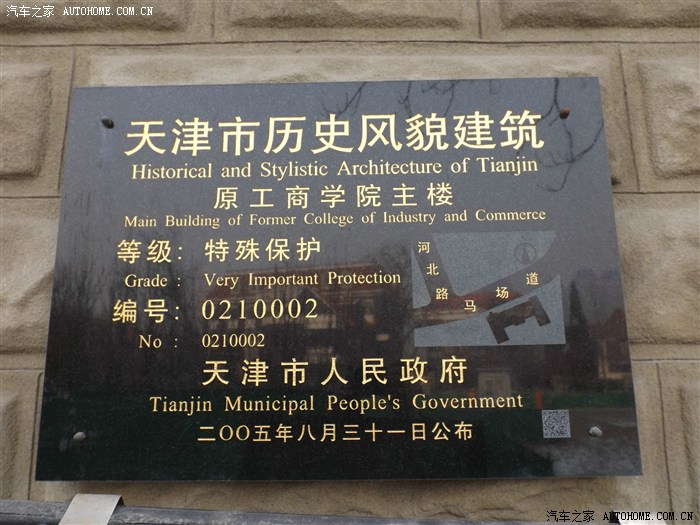 汽车之家 AUTOHOME.COM.CN
天津市历史风貌建筑
Historical and Stylistic Architecture of Tianjin
原工商学院主楼
Main Building of Former College of Industry and Commerce
等级：特殊保护
Grade : Very Important Protection
编号：0210002
No : 0210002
河北路
马场道
天津市人民政府
Tianjin Municipal People's Government
二OO五年八月三十一日公布
汽车之家 AUTOHOME.COM.CN